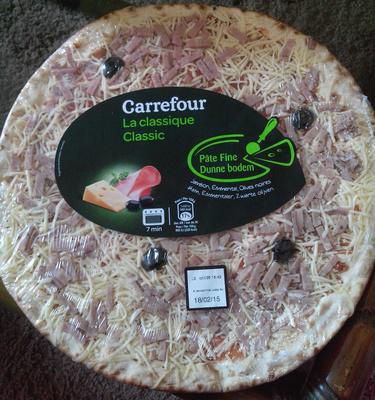 Carrefour
La classique
Classic
Pâte Fine
Dunne bodem
Jambon, Emmental, Olives noires
Ham, Emmentaler, Zwarte olijven
7 min
18/02/15